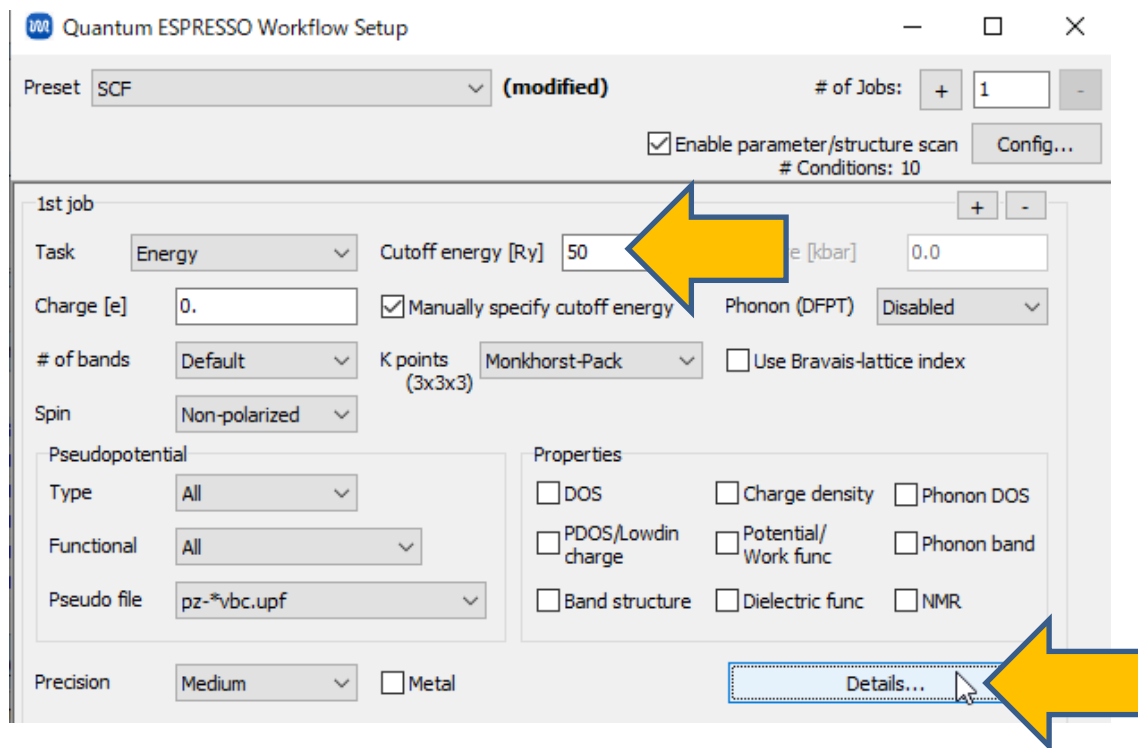 Quantum ESPRESSO Workflow Setup
Preset SCF (modified) # of Jobs: + 1 -
Enable parameter/structure scan Config...
# Conditions: 10
1st job + -
Task Energy Cutoff energy [Ry] 50 [kbar] 0.0
Charge [e] 0. Manually specify cutoff energy Phonon (DFPT) Disabled
# of bands Default K points Monkhorst-Pack Use Bravais-lattice index
(3x3x3)
Spin Non-polarized
Pseudopotential Properties
Type All DOS Charge density Phonon DOS
Functional All PDOS/Lowdin charge Potential/ Work func Phonon band
Pseudo file pz-*vbc.upf Band structure Dielectric func NMR
Precision Medium Metal Details...